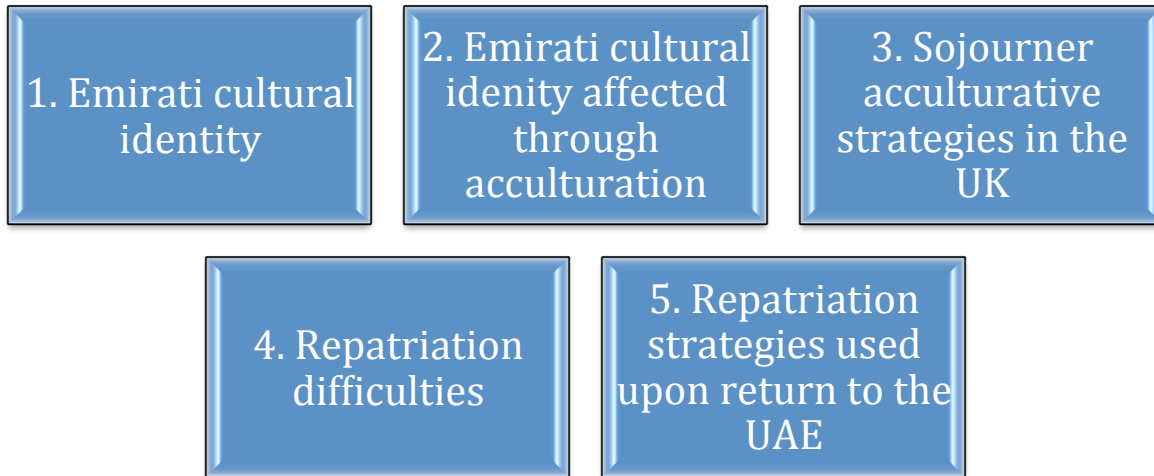 1. Emirati cultural
identity
2. Emirati cultural
idenity affected
through
acculturation
3. Sojourner
acculturative
strategies in the
UK
4. Repatriation
difficulties
5. Repatriation
strategies used
upon return to the
UAE